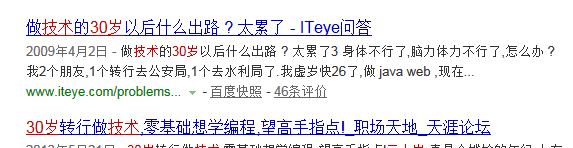 做技术的30岁以后什么出路？太累了 - ITeye问答
2009年4月2日 - 做技术的30岁以后什么出路？太累了3 身体不行了,脑力体力不行了,怎么办？
我2个朋友,1个转行去公安局,1个去水利局了.我虚岁快26了,做 java web ,现在...
www.iteye.com/problems... - 百度快照 - 46条评价
30岁转行做技术,零基础想学编程,望高手指点!_职场天地_天涯论坛